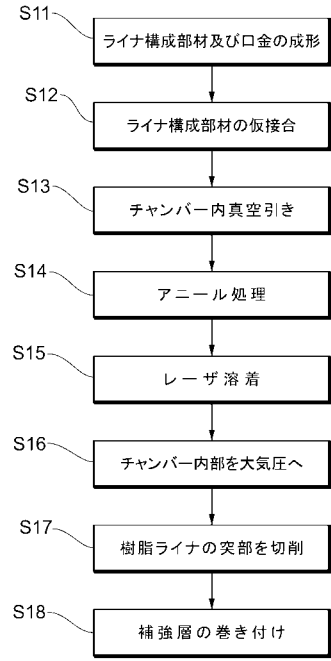 S11
ライナ構成部材及び口金の成形
S12
ライナ構成部材の仮接合
S13
チャンバー内真空引き
S14
アニール処理
S15
レーザ溶着
S16
チャンバー内部を大気圧へ
S17
樹脂ライナの突部を切削
S18
補強層の巻き付け